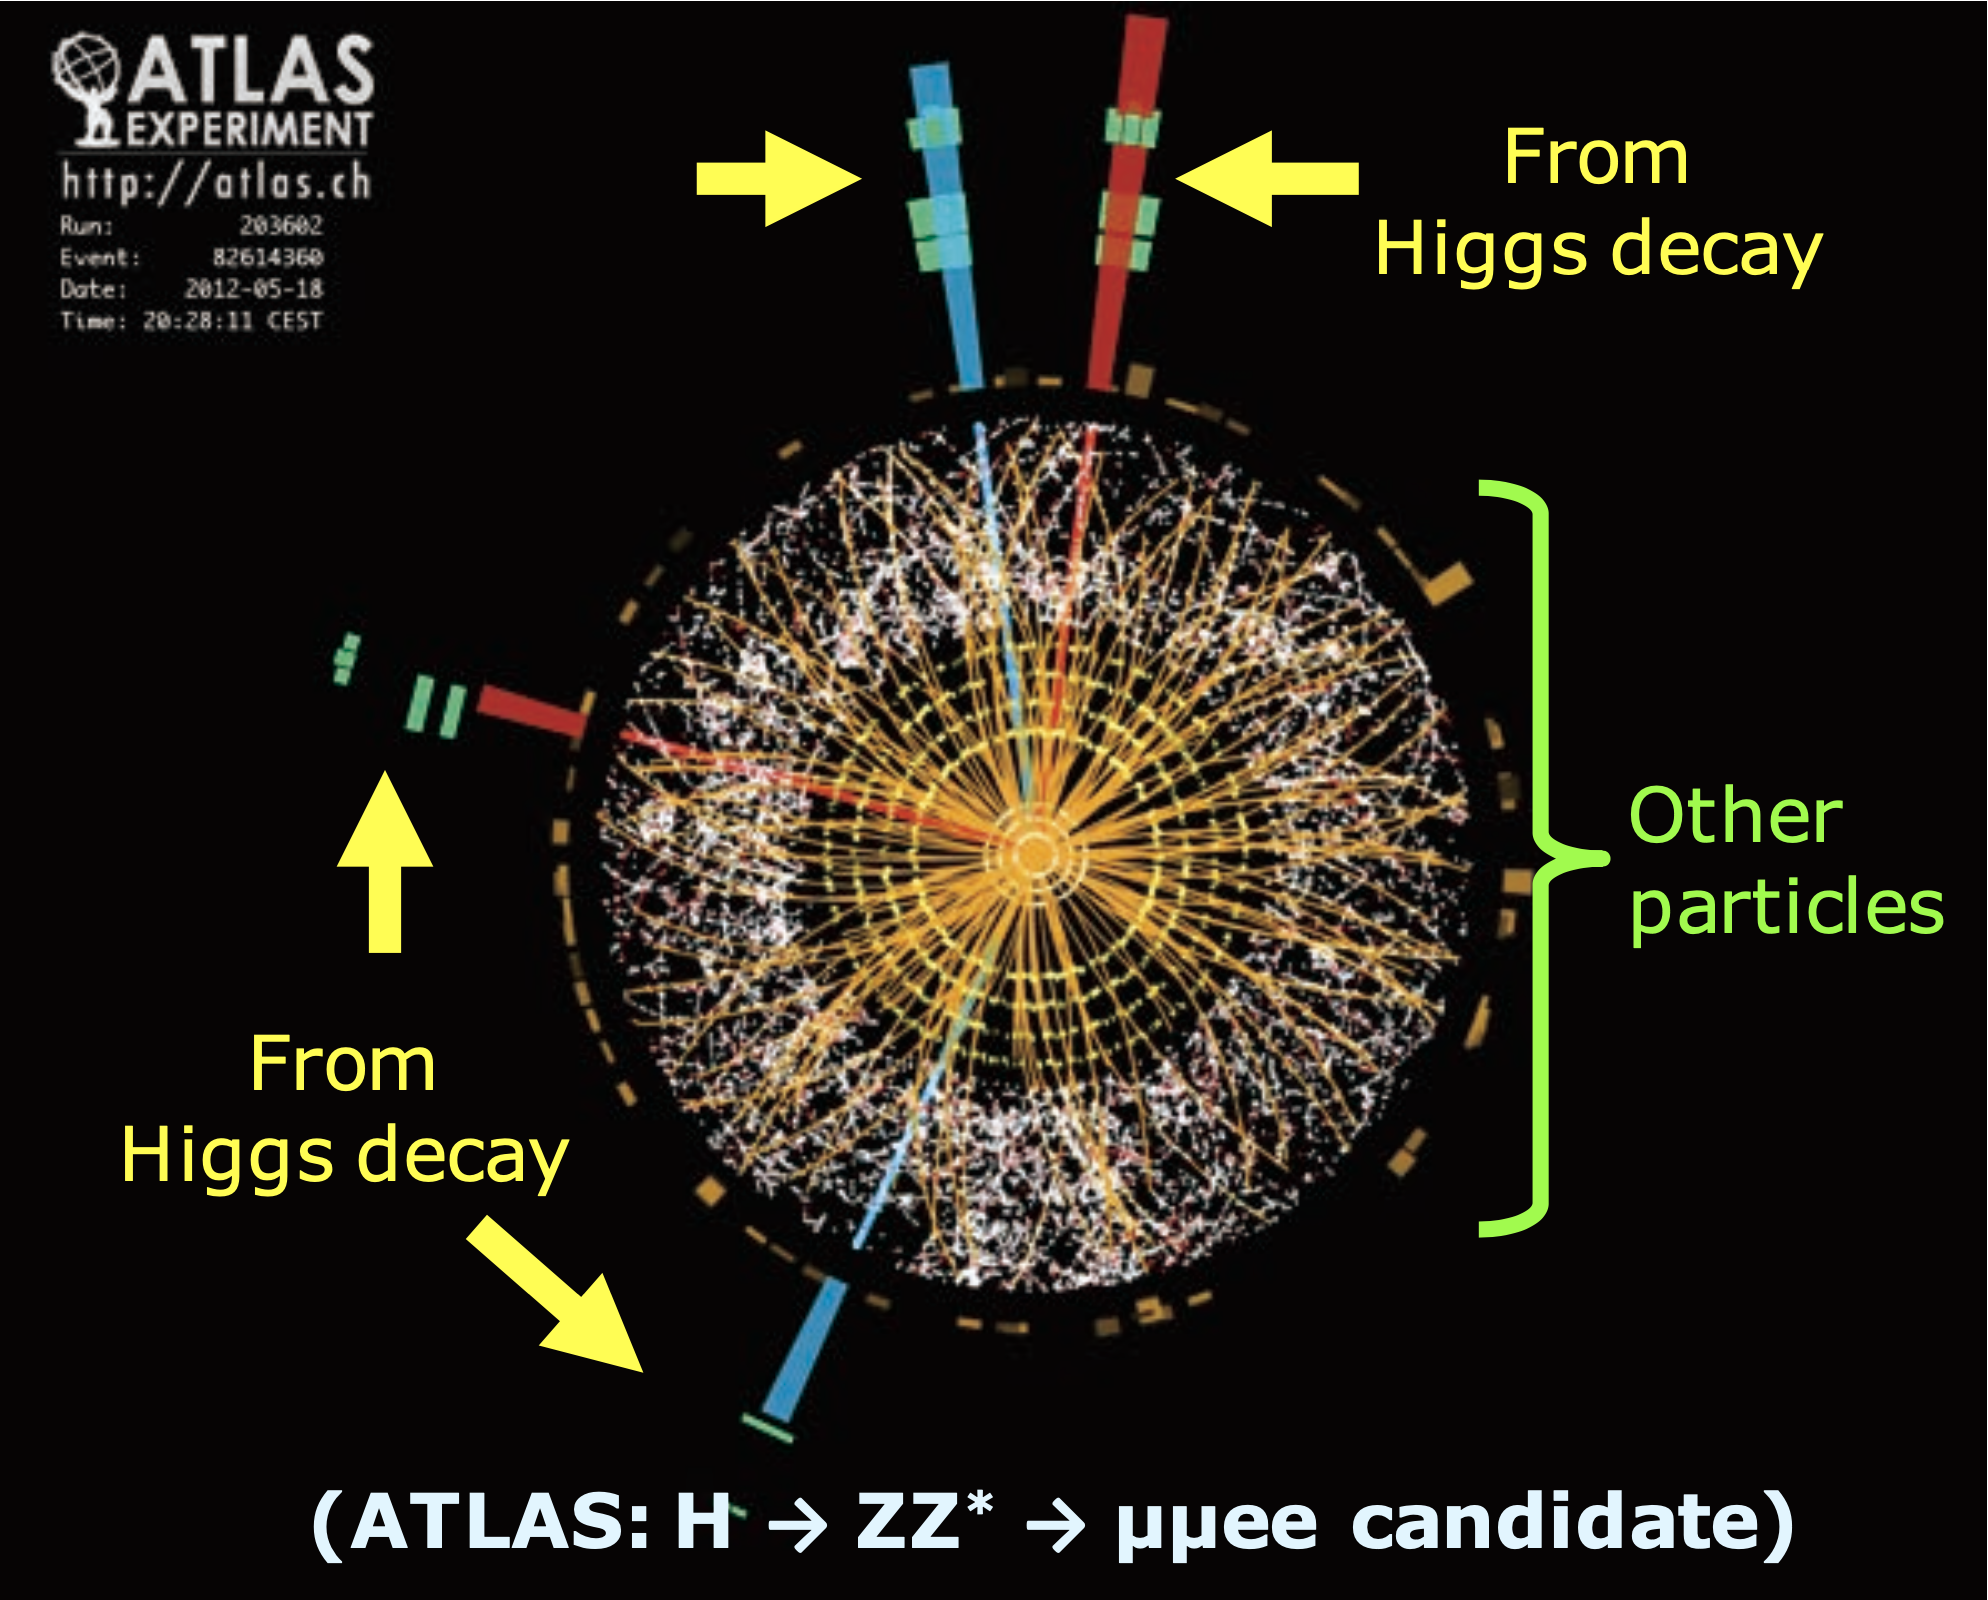 ATLAS
EXPERIMENT
http://atlas.ch
Run: 203602
Event: 82614360
Date: 2012-05-18
Time: 20:28:11 CEST
From
Higgs decay
Other
particles
From
Higgs decay
(ATLAS: H → ZZ* → μμee candidate)